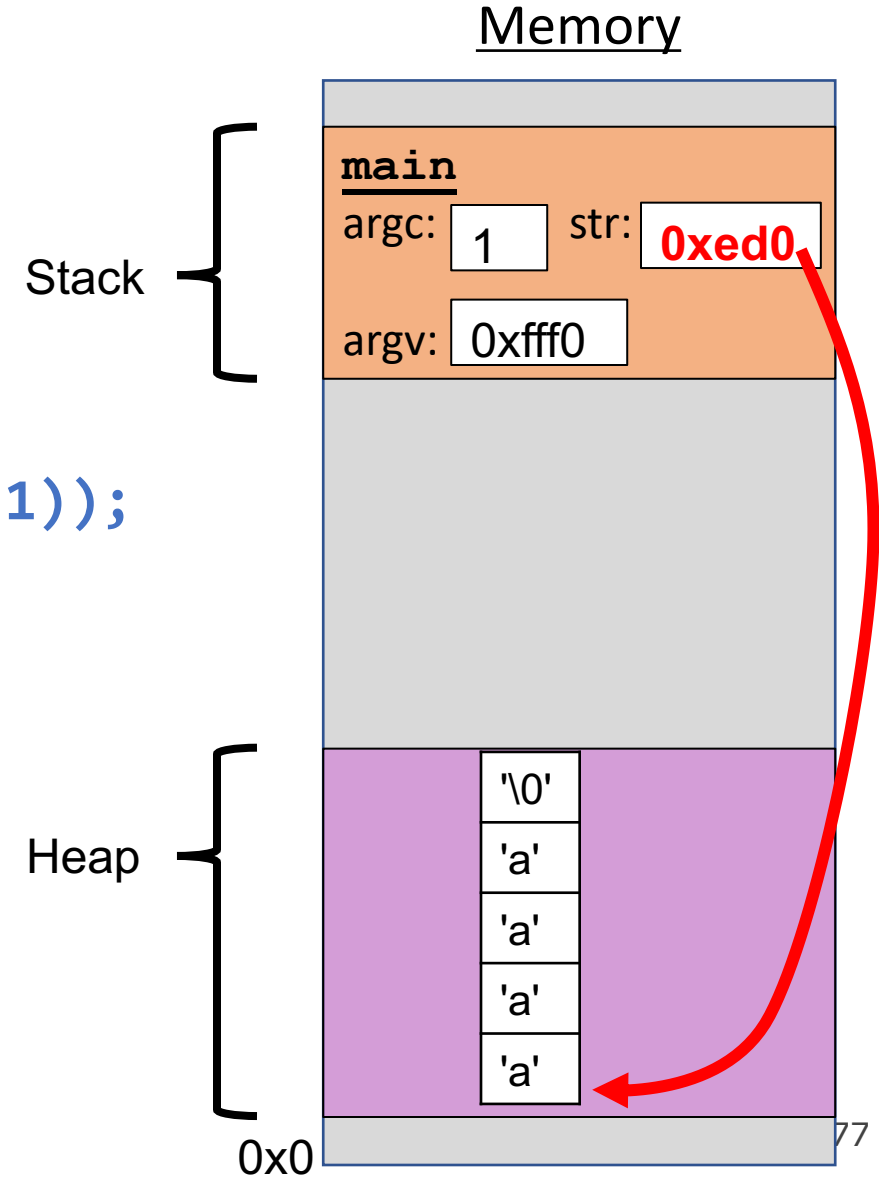 Memory
main
argc: 1 str: 0xed0
Stack
argv: 0xfff0
1));
'\0'
Heap
'a'
'a'
'a'
'a'
0x0
77